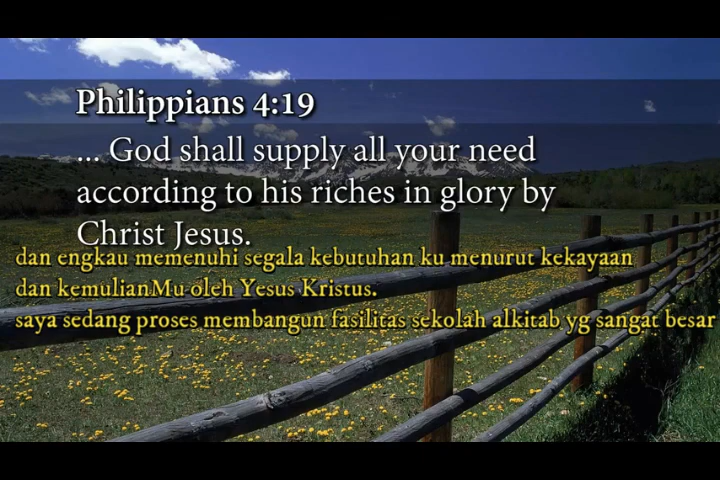 Philippians 4:19
... God shall supply all your need
according to his riches in glory by
Christ Jesus.
dan engkau memenuhi segala kebutuhan ku menurut kekayaan
dan kemulianMu oleh Yesus Kristus.
saya sedang proses membangun fasilitas sekolah alkitab yg sangat besar